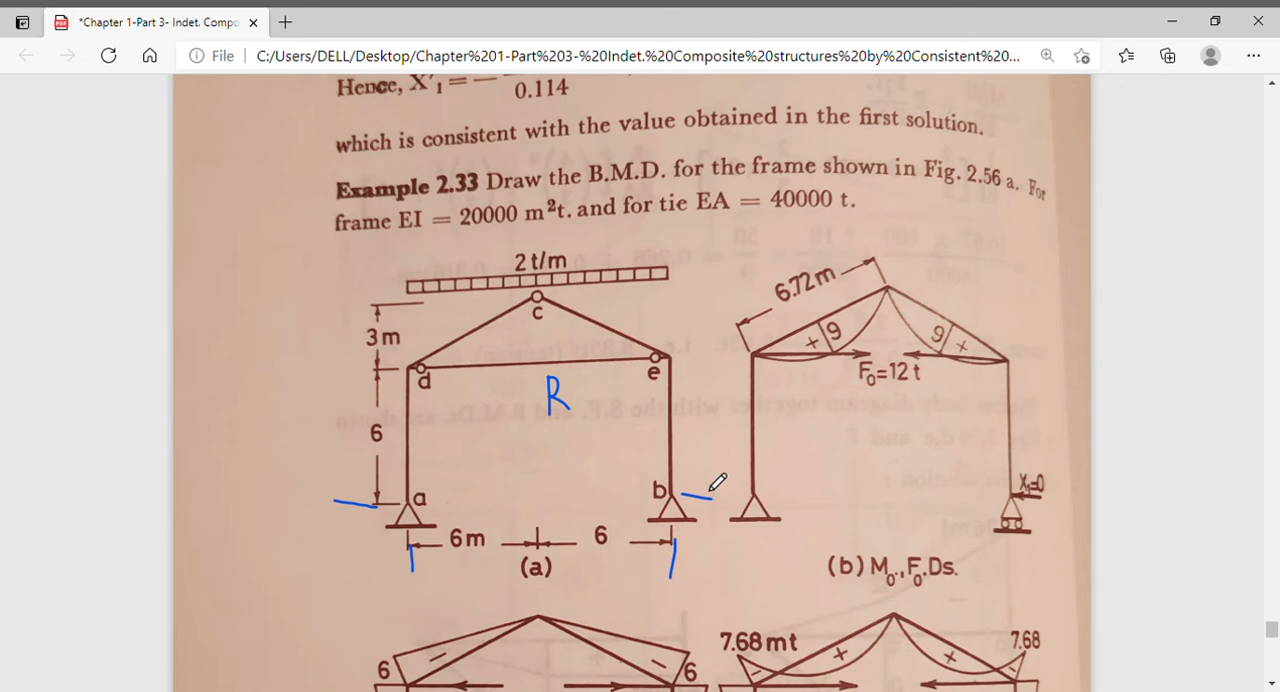 *Chapter 1-Part 3- Indet. Compo
File
C:/Users/DELL/Desktop/Chapter%201-Part%203-%20Indet.%20Composite%20structures%20by%20Consistent%20...
Hence, X'₁ = −
0.114
which is consistent with the value obtained in the first solution.
Example 2.33 Draw the B.M.D. for the frame shown in Fig. 2.56 a. For
frame EI = 20000 m²t. and for tie EA = 40000 t.
2 t/m
c
3m
d
e
R
6
a
b
6m
6
(a)
6.72m
+
9
9
+
F₀=12 t
X₁=0
(b) M₀., F₀.Ds.
6
−
−
6
7.68 mt
−
+
+
−
7.68